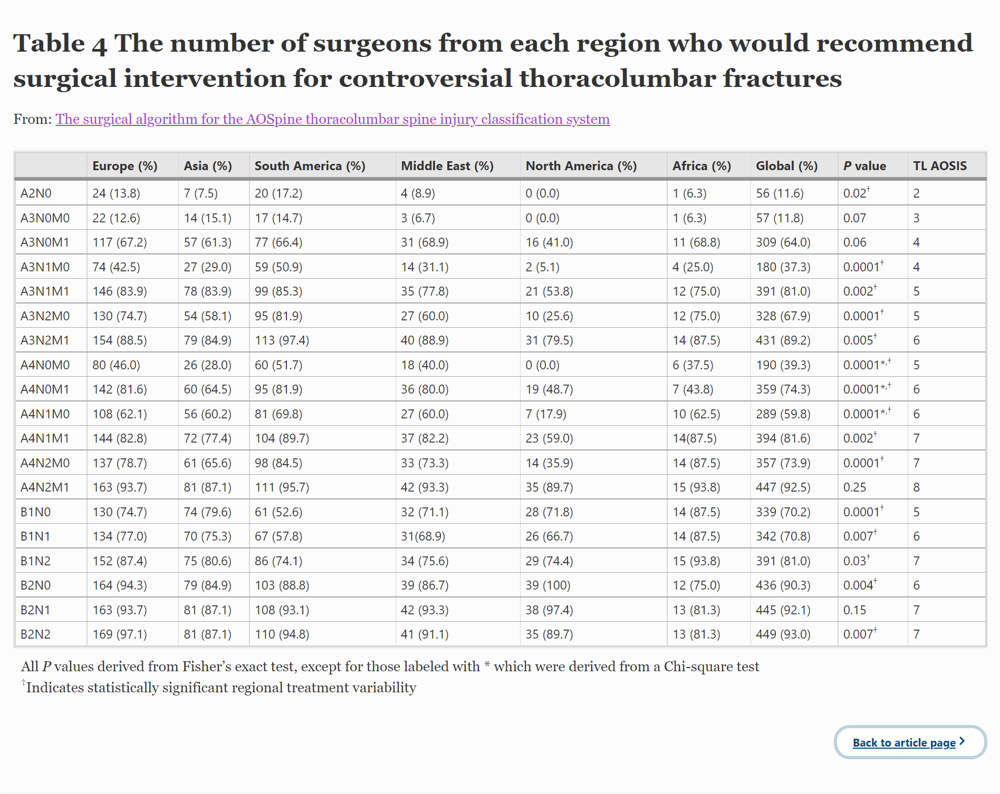 Table 4 The number of surgeons from each region who would recommend
surgical intervention for controversial thoracolumbar fractures
From: The surgical algorithm for the AOSpine thoracolumbar spine injury classification system
Europe (%) Asia (%) South America (%) Middle East (%) North America (%) Africa (%) Global (%) P value TL AOSIS
A2N0 24 (13.8) 7 (7.5) 20 (17.2) 4 (8.9) 0 (0.0) 1 (6.3) 56 (11.6) 0.02† 2
A3N0M0 22 (12.6) 14 (15.1) 17 (14.7) 3 (6.7) 0 (0.0) 1 (6.3) 57 (11.8) 0.07 3
A3N0M1 117 (67.2) 57 (61.3) 77 (66.4) 31 (68.9) 16 (41.0) 11 (68.8) 309 (64.0) 0.06 4
A3N1M0 74 (42.5) 27 (29.0) 59 (50.9) 14 (31.1) 2 (5.1) 4 (25.0) 180 (37.3) 0.0001† 4
A3N1M1 146 (83.9) 78 (83.9) 99 (85.3) 35 (77.8) 21 (53.8) 12 (75.0) 391 (81.0) 0.002† 5
A3N2M0 130 (74.7) 54 (58.1) 95 (81.9) 27 (60.0) 10 (25.6) 12 (75.0) 328 (67.9) 0.0001† 5
A3N2M1 154 (88.5) 79 (84.9) 113 (97.4) 40 (88.9) 31 (79.5) 14 (87.5) 431 (89.2) 0.005† 6
A4N0M0 80 (46.0) 26 (28.0) 60 (51.7) 18 (40.0) 0 (0.0) 6 (37.5) 190 (39.3) 0.0001*,† 5
A4N0M1 142 (81.6) 60 (64.5) 95 (81.9) 36 (80.0) 19 (48.7) 7 (43.8) 359 (74.3) 0.0001*,† 6
A4N1M0 108 (62.1) 56 (60.2) 81 (69.8) 27 (60.0) 7 (17.9) 10 (62.5) 289 (59.8) 0.0001*,† 6
A4N1M1 144 (82.8) 72 (77.4) 104 (89.7) 37 (82.2) 23 (59.0) 14(87.5) 394 (81.6) 0.002† 7
A4N2M0 137 (78.7) 61 (65.6) 98 (84.5) 33 (73.3) 14 (35.9) 14 (87.5) 357 (73.9) 0.0001† 7
A4N2M1 163 (93.7) 81 (87.1) 111 (95.7) 42 (93.3) 35 (89.7) 15 (93.8) 447 (92.5) 0.25 8
B1N0 130 (74.7) 74 (79.6) 61 (52.6) 32 (71.1) 28 (71.8) 14 (87.5) 339 (70.2) 0.0001† 5
B1N1 134 (77.0) 70 (75.3) 67 (57.8) 31(68.9) 26 (66.7) 14 (87.5) 342 (70.8) 0.007† 6
B1N2 152 (87.4) 75 (80.6) 86 (74.1) 34 (75.6) 29 (74.4) 15 (93.8) 391 (81.0) 0.03† 7
B2N0 164 (94.3) 79 (84.9) 103 (88.8) 39 (86.7) 39 (100) 12 (75.0) 436 (90.3) 0.004† 6
B2N1 163 (93.7) 81 (87.1) 108 (93.1) 42 (93.3) 38 (97.4) 13 (81.3) 445 (92.1) 0.15 7
B2N2 169 (97.1) 81 (87.1) 110 (94.8) 41 (91.1) 35 (89.7) 13 (81.3) 449 (93.0) 0.007† 7
All P values derived from Fisher’s exact test, except for those labeled with * which were derived from a Chi-square test
†Indicates statistically significant regional treatment variability
Back to article page